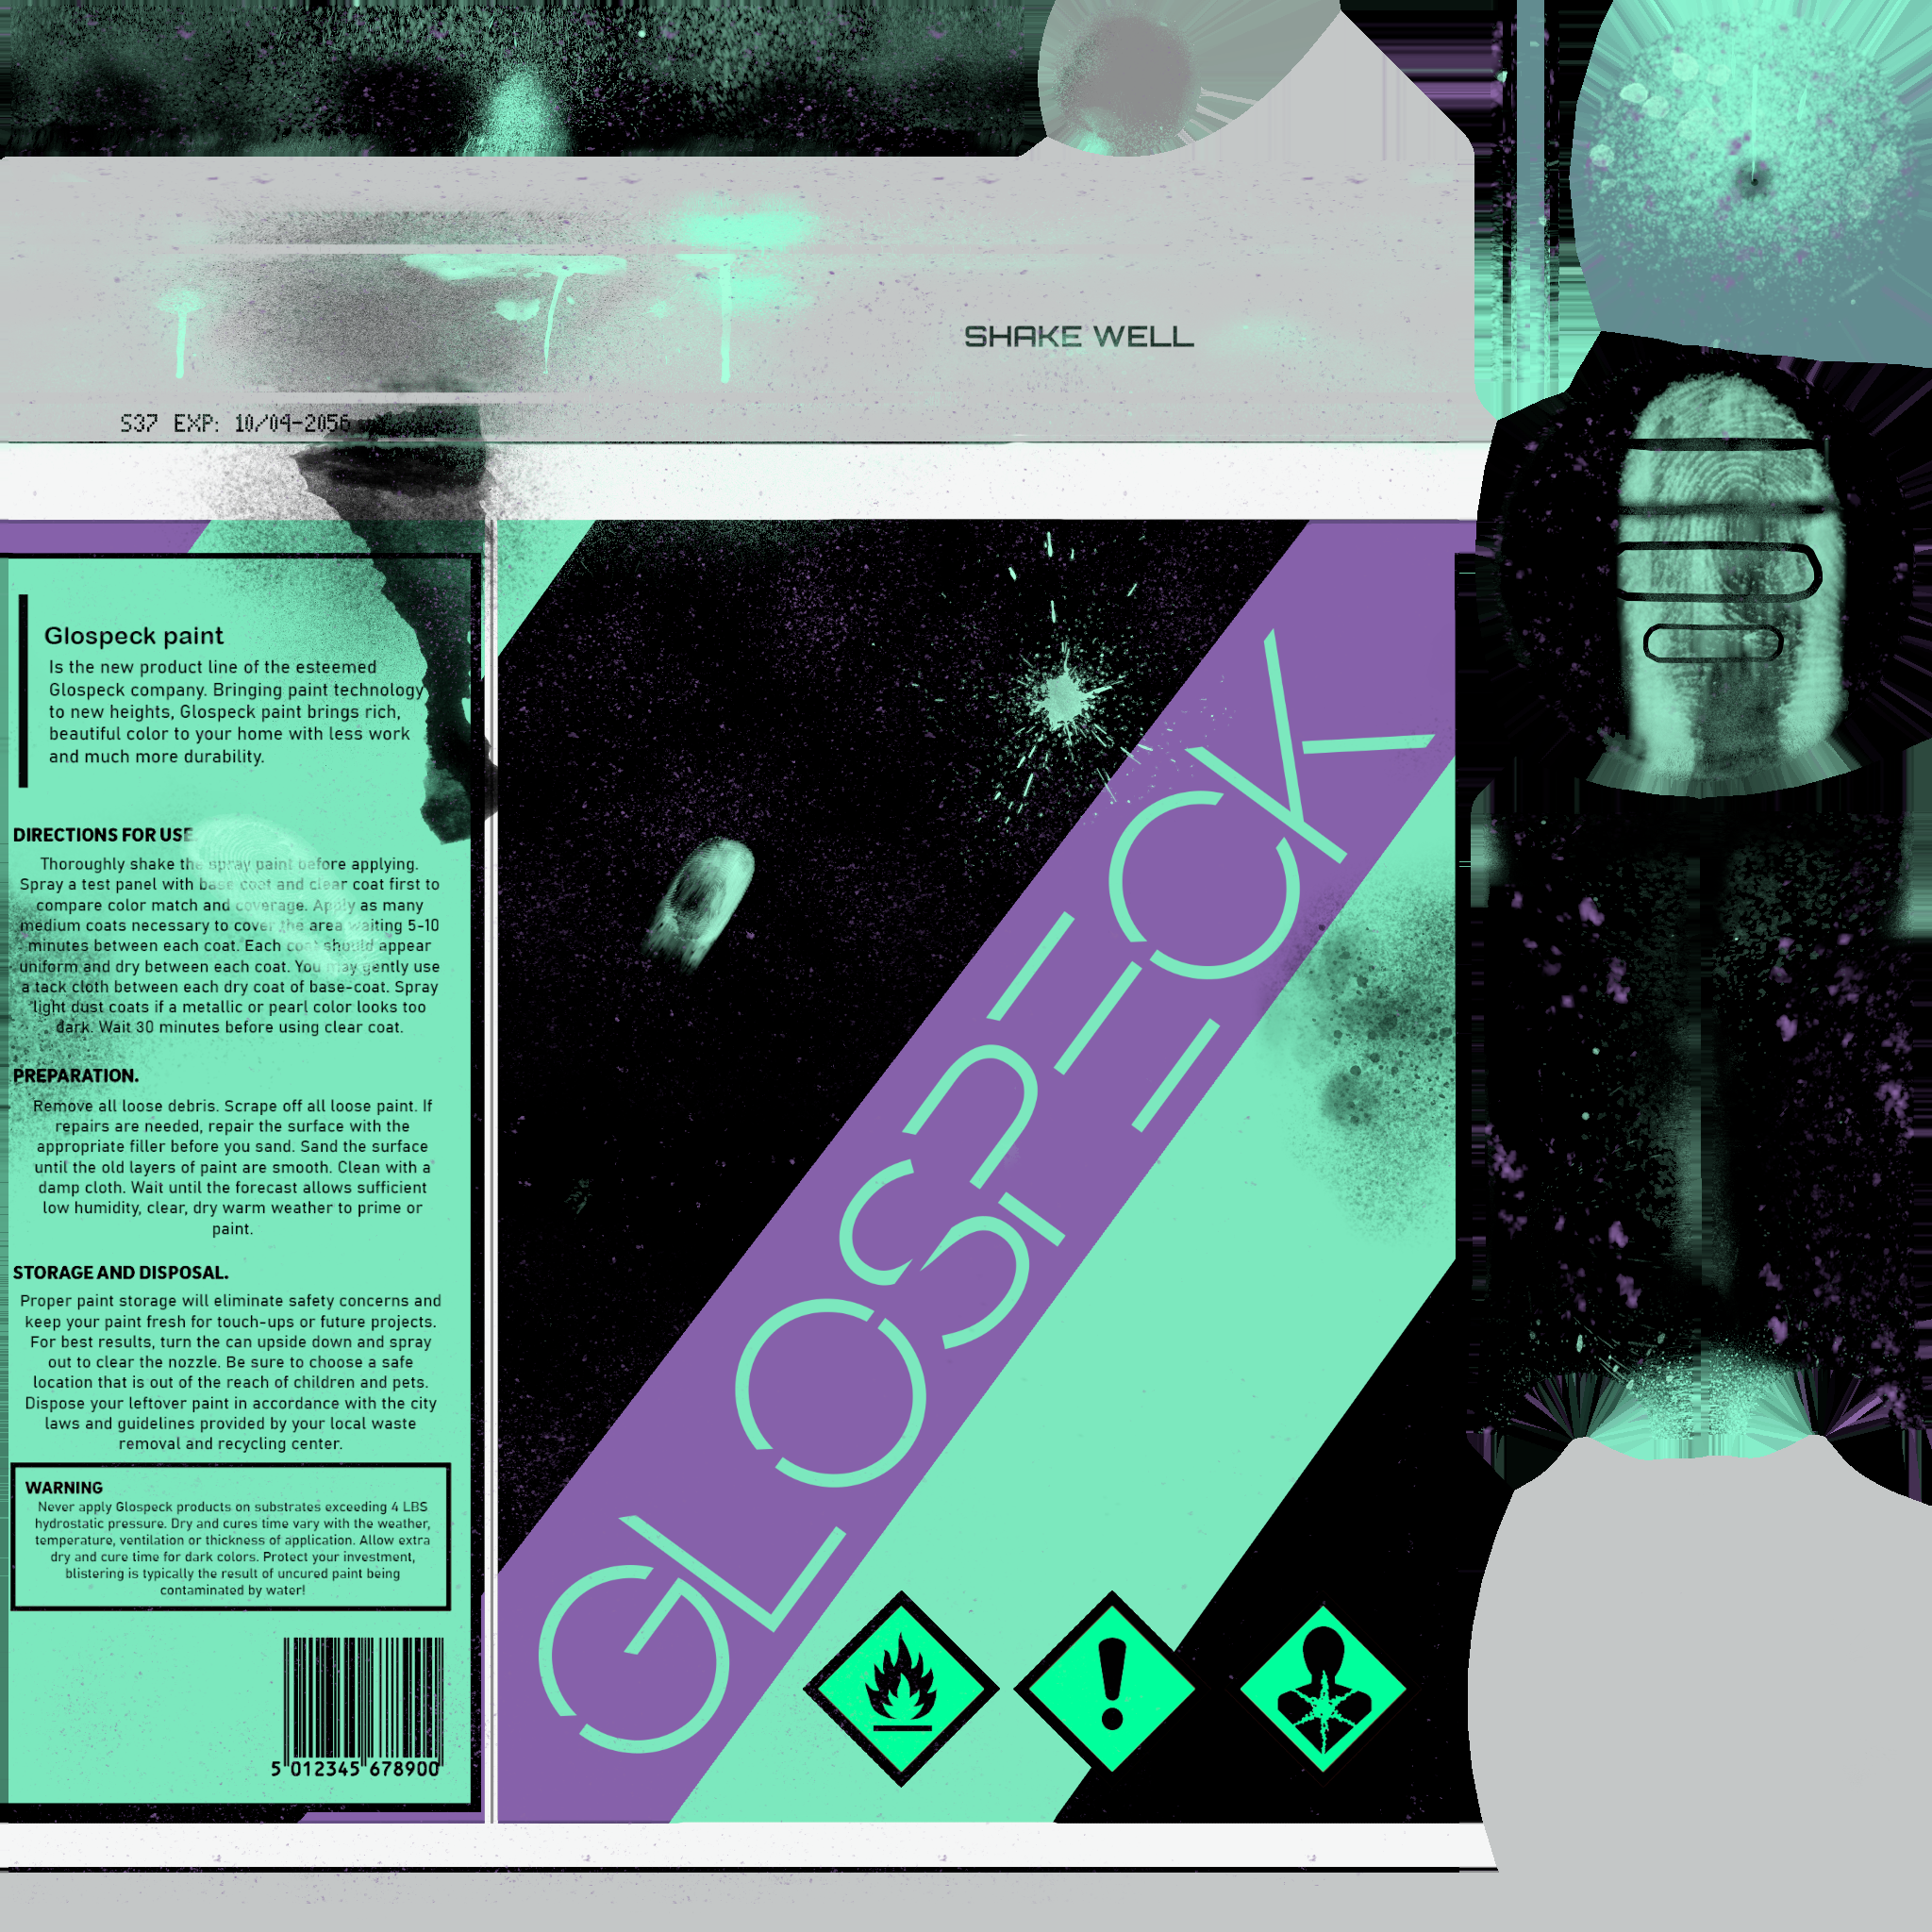 SHAKE WELL
S37 EXP: 10/04-2056
Glospeck paint
Is the new product line of the esteemed
Glospeck company. Bringing paint technology
to new heights, Glospeck paint brings rich,
beautiful color to your home with less work
and much more durability.
DIRECTIONS FOR USE.
Thoroughly shake the spray paint before applying.
Spray a test panel with base coat and clear coat first to
compare color match and coverage. Apply as many
medium coats necessary to cover the area waiting 5-10
minutes between each coat. Each coat should appear
uniform and dry between each coat. You may gently use
a tack cloth between each dry coat of base-coat. Spray
light dust coats if a metallic or pearl color looks too
dark. Wait 30 minutes before using clear coat.
PREPARATION.
Remove all loose debris. Scrape off all loose paint. If
repairs are needed, repair the surface with the
appropriate filler before you sand. Sand the surface
until the old layers of paint are smooth. Clean with a
damp cloth. Wait until the forecast allows sufficient
low humidity, clear, dry warm weather to prime or
paint.
STORAGE AND DISPOSAL.
Proper paint storage will eliminate safety concerns and
keep your paint fresh for touch-ups or future projects.
For best results, turn the can upside down and spray
out to clear the nozzle. Be sure to choose a safe
location that is out of the reach of children and pets.
Dispose your leftover paint in accordance with the city
laws and guidelines provided by your local waste
removal and recycling center.
WARNING
Never apply Glospeck products on substrates exceeding 4 LBS
hydrostatic pressure. Dry and cures time vary with the weather,
temperature, ventilation or thickness of application. Allow extra
dry and cure time for dark colors. Protect your investment,
blistering is typically the result of uncured paint being
contaminated by water!
5 012345 678900
GLOSPECK